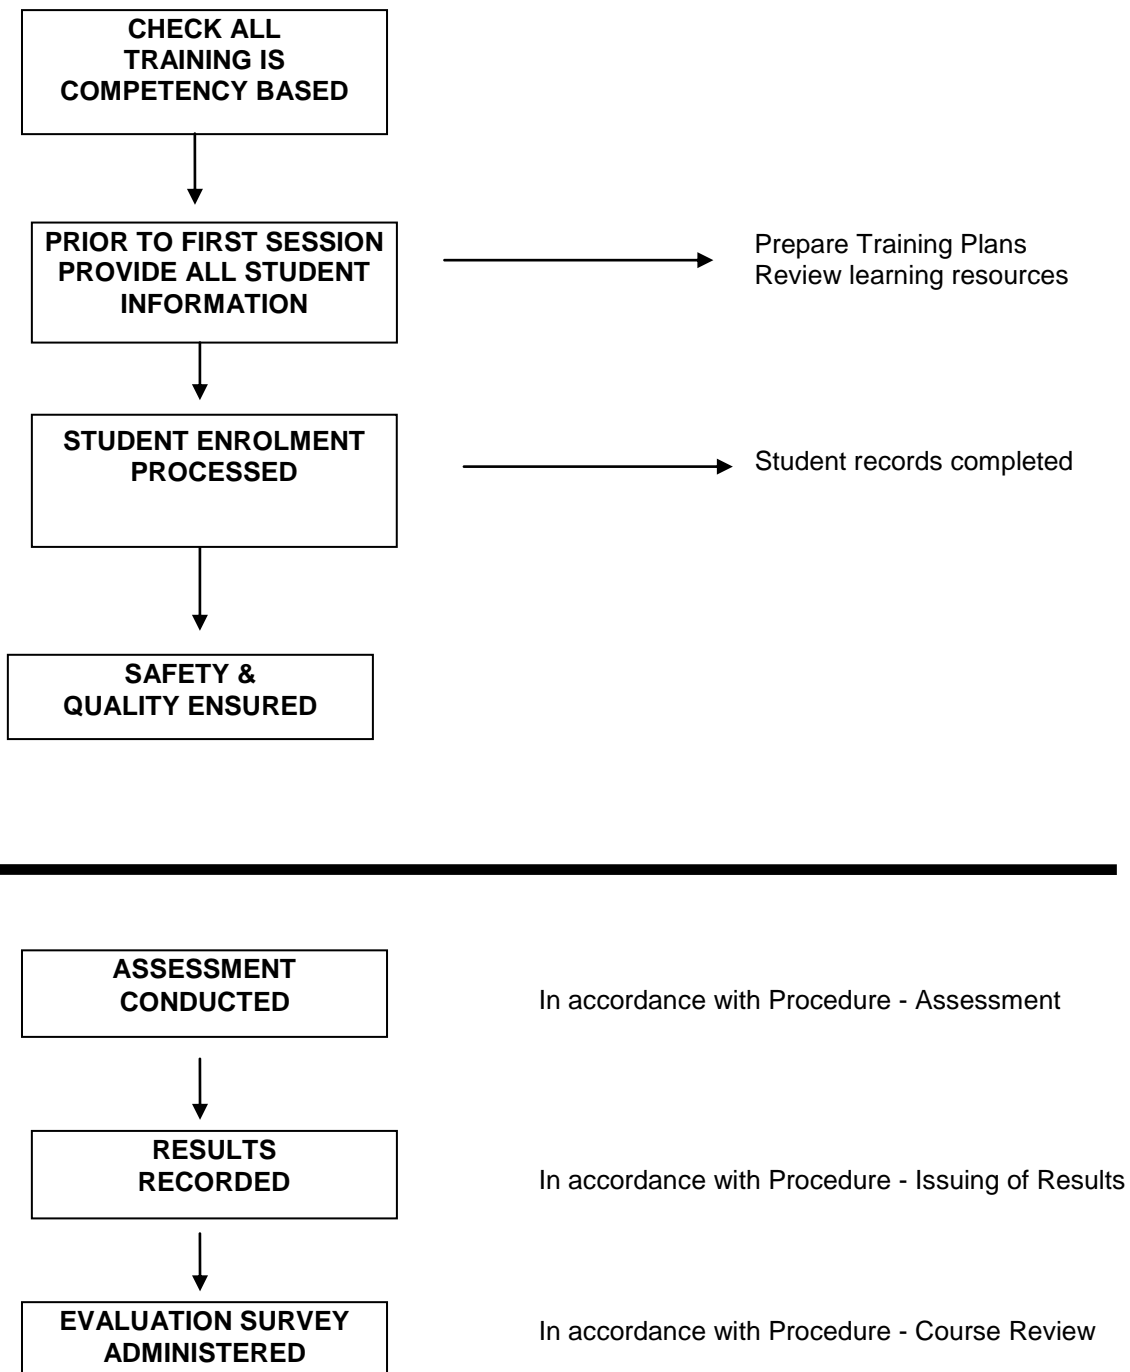 CHECK ALL
TRAINING IS
COMPETENCY BASED
PRIOR TO FIRST SESSION
PROVIDE ALL STUDENT
INFORMATION
Prepare Training Plans
Review learning resources
STUDENT ENROLMENT
PROCESSED
Student records completed
SAFETY &
QUALITY ENSURED
ASSESSMENT
CONDUCTED
In accordance with Procedure - Assessment
RESULTS
RECORDED
In accordance with Procedure - Issuing of Results
EVALUATION SURVEY
ADMINISTERED
In accordance with Procedure - Course Review